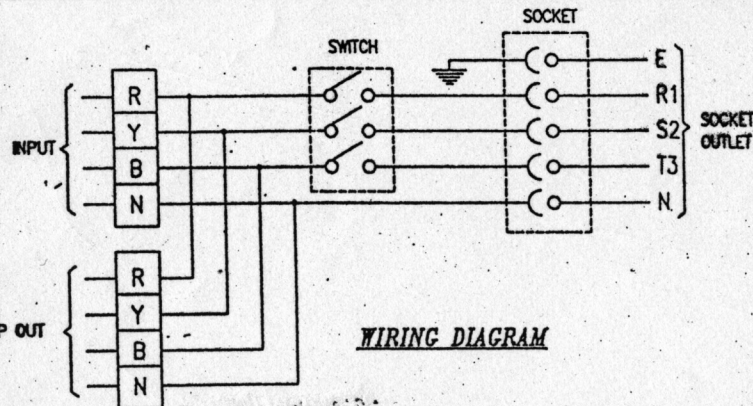 SOCKET
SWITCH
E
R R1
INPUT Y S2 SOCKET
B T3 OUTLET
N N.
R
P OUT Y
B
N
WIRING DIAGRAM